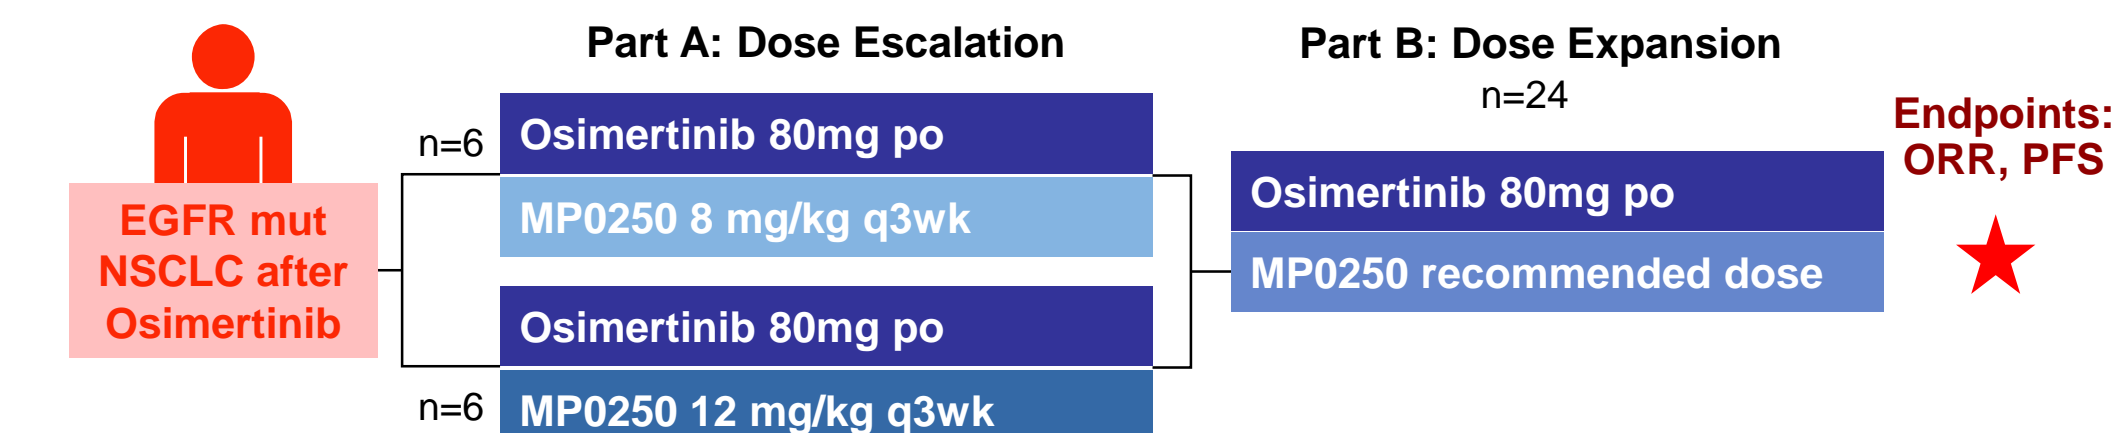 Part A: Dose Escalation
Part B: Dose Expansion
n=24
Endpoints:
ORR, PFS
n=6
Osimertinib 80mg po
MP0250 8 mg/kg q3wk
EGFR mut
NSCLC after
Osimertinib
Osimertinib 80mg po
MP0250 recommended dose
Osimertinib 80mg po
n=6
MP0250 12 mg/kg q3wk